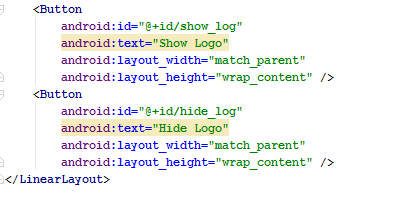 <Button
android:id="@+id/show_log"
android:text="Show Logo"
android:layout_width="match_parent"
android:layout_height="wrap_content" />
<Button
android:id="@+id/hide_log"
android:text="Hide Logo"
android:layout_width="match_parent"
android:layout_height="wrap_content" />
</LinearLayout>